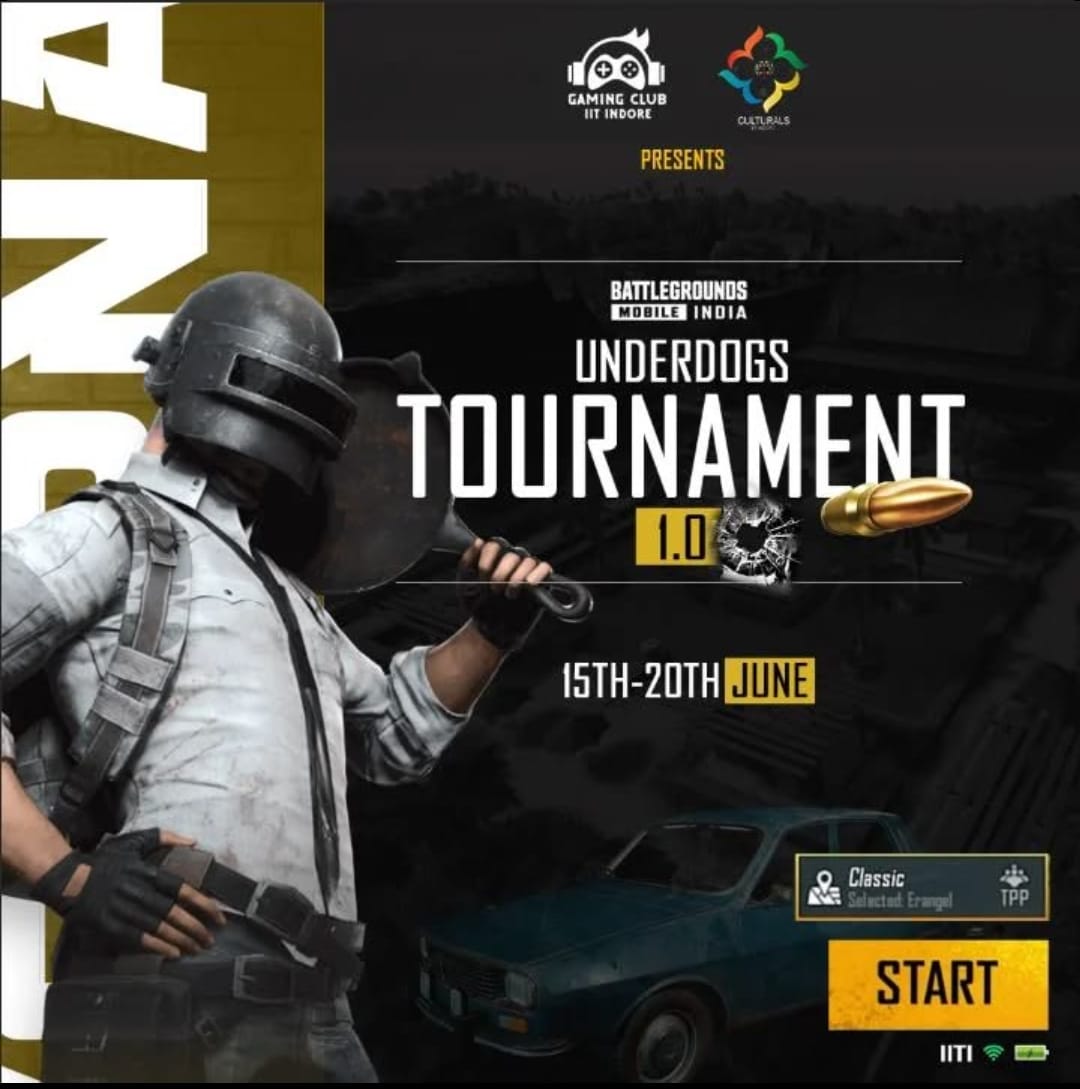 GAMING CLUB
IIT INDORE
CULTURALS
PRESENTS
BATTLEGROUNDS
MOBILE INDIA
UNDERDOGS
TOURNAMENT
1.0
15TH-20TH JUNE
Classic
Selected: Erangel
TPP
START
IITI